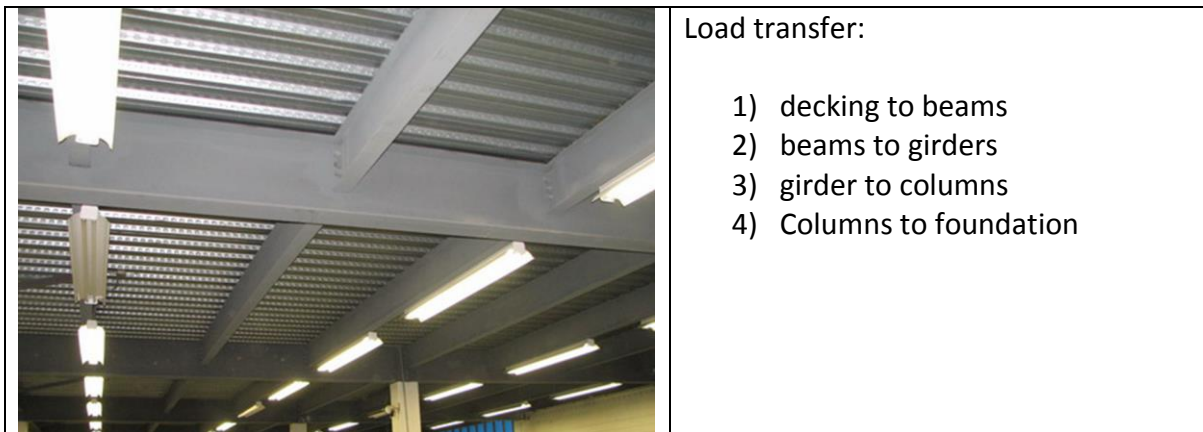 Load transfer:
1) decking to beams
2) beams to girders
3) girder to columns
4) Columns to foundation